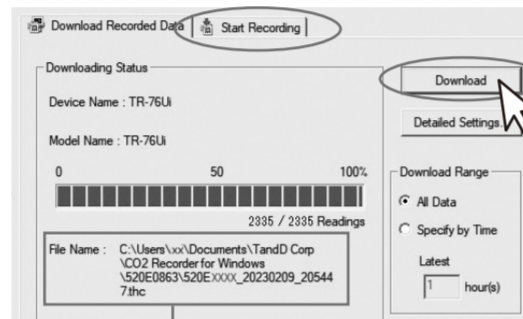 Download Recorded Data
Start Recording
Downloading Status
Device Name : TR-76Ui
Model Name : TR-76Ui
0 50 100%
2335 / 2335 Readings
File Name : C:\Users\xx\Documents\TandD Corp
\CO2 Recorder for Windows
\520E0863\520EXXXX_20230209_20544
7.thc
Download
Detailed Settings...
Download Range
All Data
Specify by Time
Latest
1 hour(s)